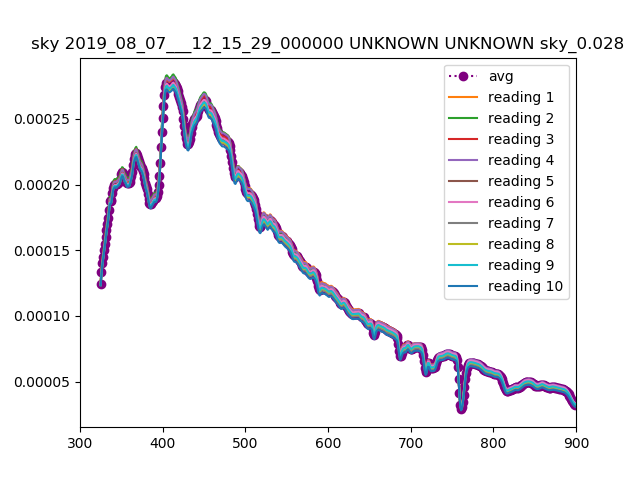 sky 2019_08_07___12_15_29_000000 UNKNOWN UNKNOWN sky_0.028
avg
reading 1
reading 2
reading 3
reading 4
reading 5
reading 6
reading 7
reading 8
reading 9
reading 10
0.00025
0.00020
0.00015
0.00010
0.00005
300 400 500 600 700 800 900